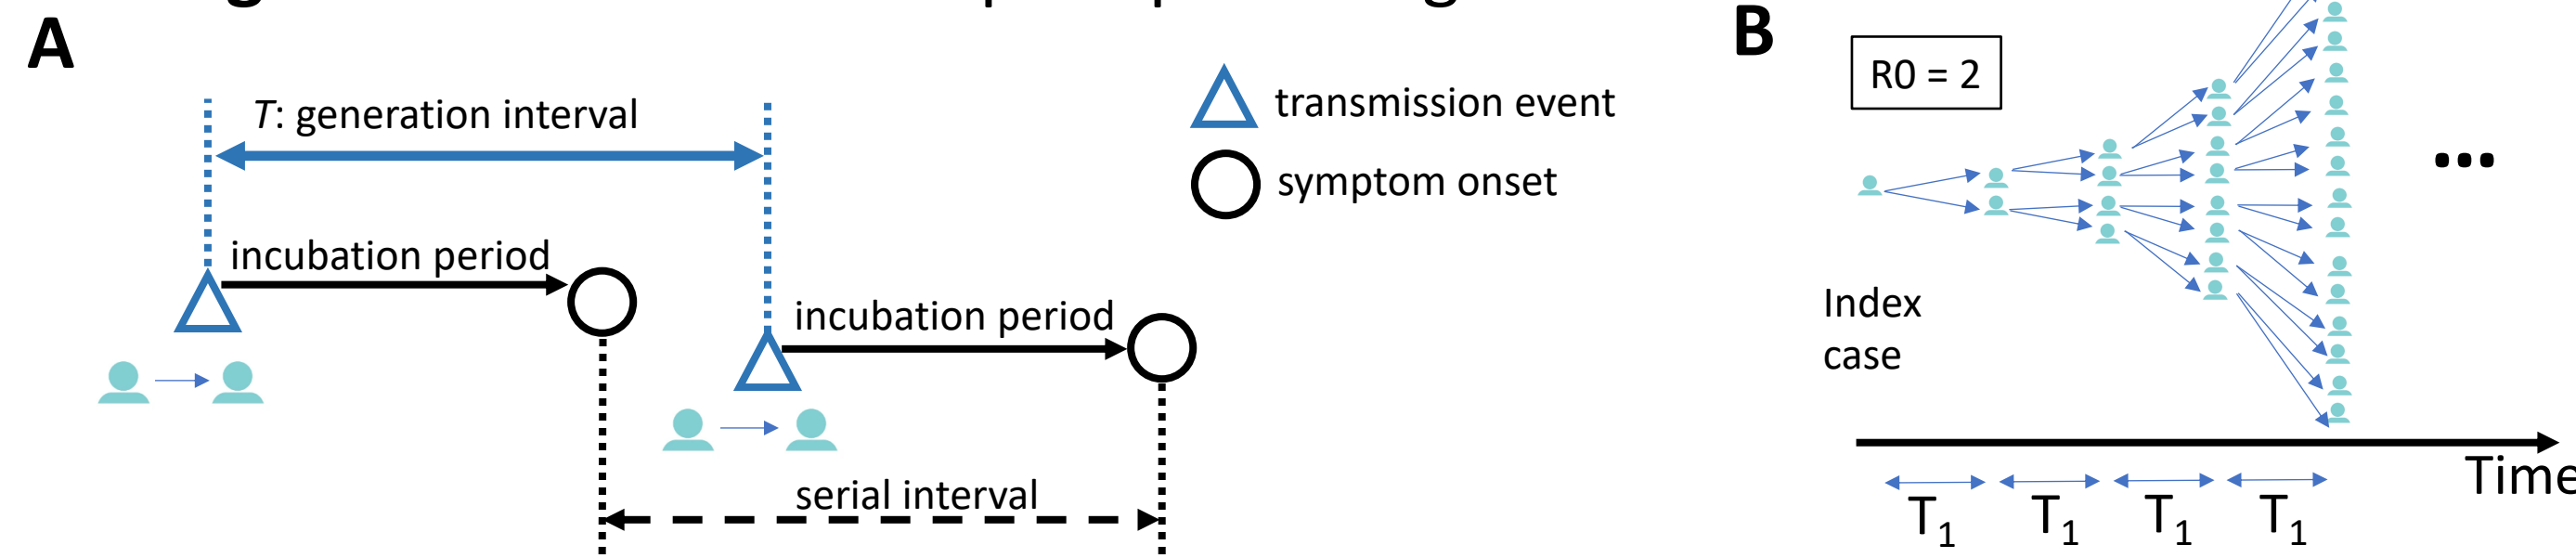 A
T: generation interval
incubation period
incubation period
serial interval
transmission event
symptom onset
B
R0 = 2
...
Index
case
Time
T1 T1 T1 T1